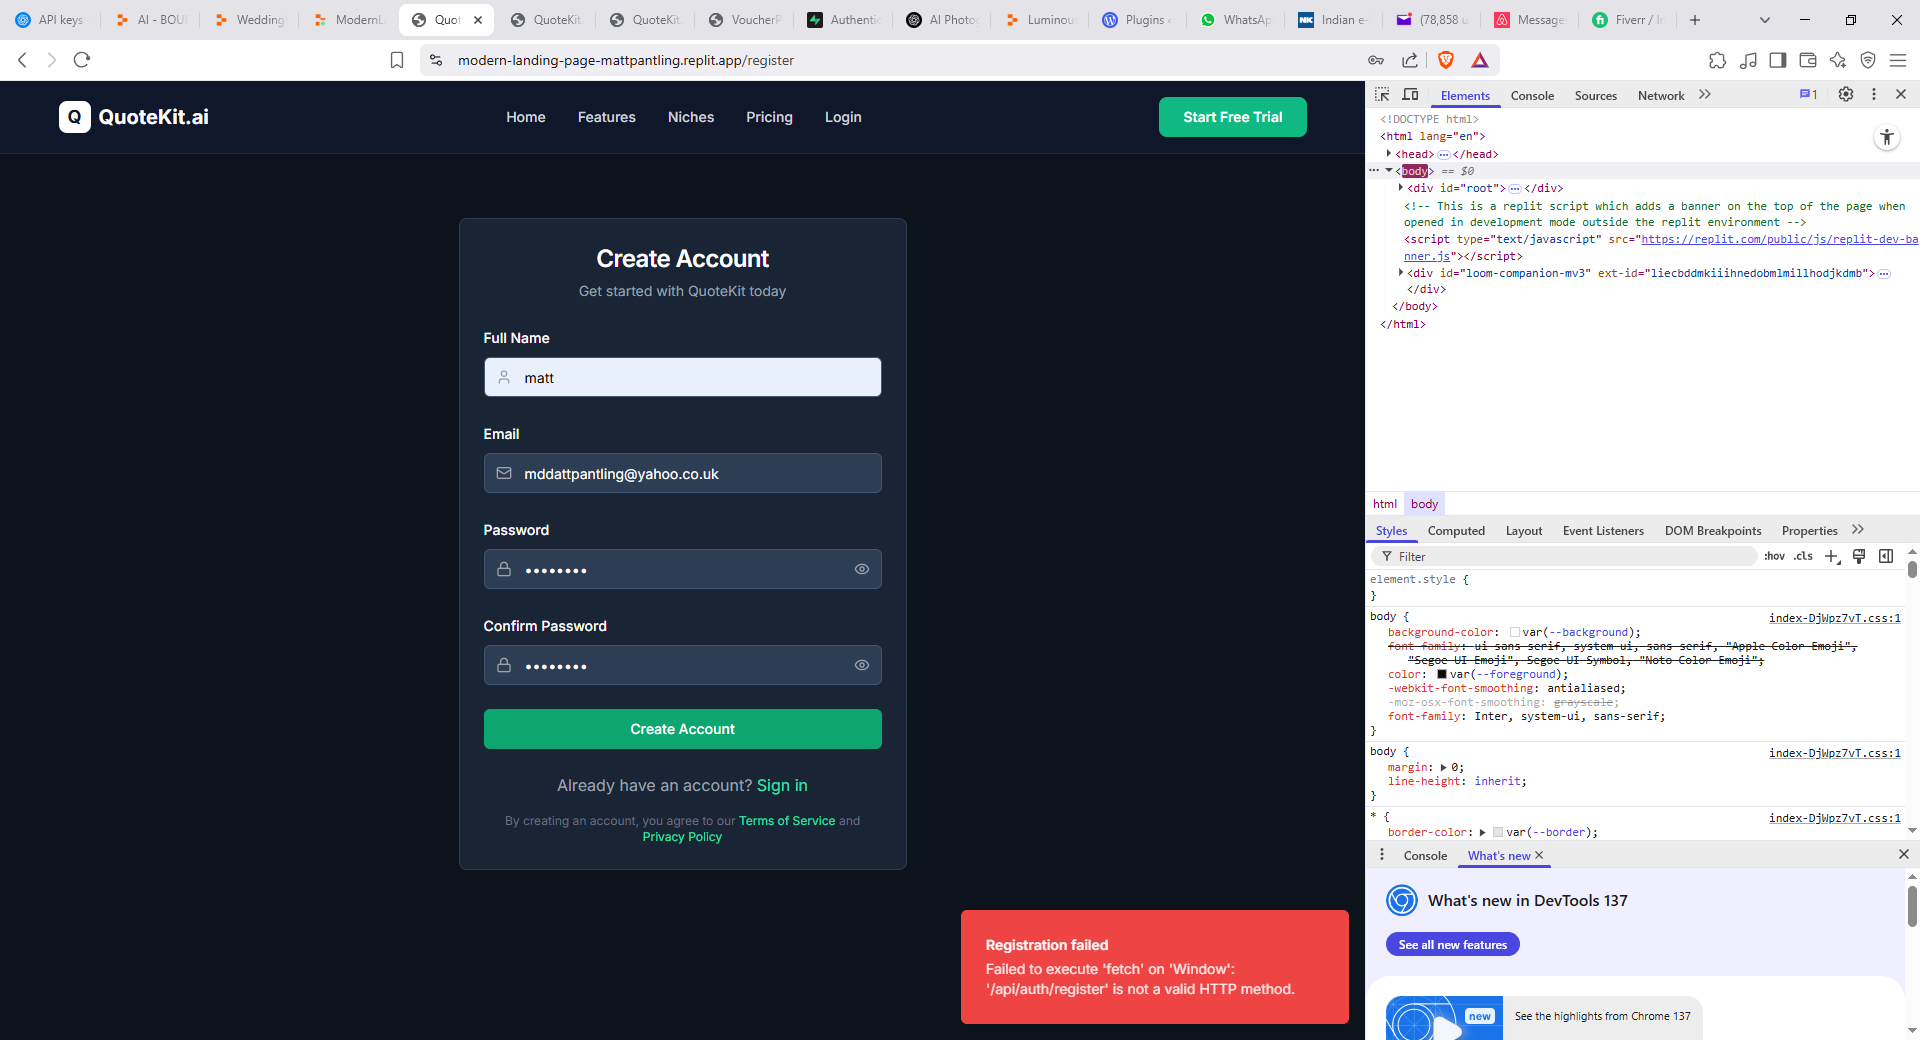 API keys
AI - BOU
Wedding
ModernL
Quot
QuoteKit.
QuoteKit.
VoucherP
Authentic
AI Photog
Luminous
Plugins
WhatsAp
Indian e-
(78,858 u
Message
Fiverr / In
modern-landing-page-mattpantling.replit.app/register
Q QuoteKit.ai
Home
Features
Niches
Pricing
Login
Start Free Trial
Create Account
Get started with QuoteKit today
Full Name
matt
Email
mddattpantling@yahoo.co.uk
Password
••••••••
Confirm Password
••••••••
Create Account
Already have an account? Sign in
By creating an account, you agree to our Terms of Service and
Privacy Policy
Registration failed
Failed to execute 'fetch' on 'Window':
'/api/auth/register' is not a valid HTTP method.
Elements
Console
Sources
Network
1
<!DOCTYPE html>
<html lang="en">
<head> … </head>
<body> == $0
<div id="root"> … </div>
<!-- This is a replit script which adds a banner on the top of the page when
opened in development mode outside the replit environment -->
<script type="text/javascript" src="https://replit.com/public/js/replit-dev-ba
nner.js"></script>
<div id="loom-companion-mv3" ext-id="liecbddmkiiihnedobmlmillhodjkdmb"> …
</div>
</body>
</html>
html
body
Styles
Computed
Layout
Event Listeners
DOM Breakpoints
Properties
Filter
:hov
.cls
element.style {
}
body {
index-DjWpz7vT.css:1
background-color: var(--background);
font-family: ui-sans-serif, system-ui, sans-serif, "Apple Color Emoji",
"Segoe UI Emoji", Segoe UI Symbol, "Noto Color Emoji";
color: var(--foreground);
-webkit-font-smoothing: antialiased;
-moz-osx-font-smoothing: grayscale;
font-family: Inter, system-ui, sans-serif;
}
body {
index-DjWpz7vT.css:1
margin: 0;
line-height: inherit;
}
* {
index-DjWpz7vT.css:1
border-color: var(--border);
Console
What's new
What's new in DevTools 137
See all new features
new
See the highlights from Chrome 137